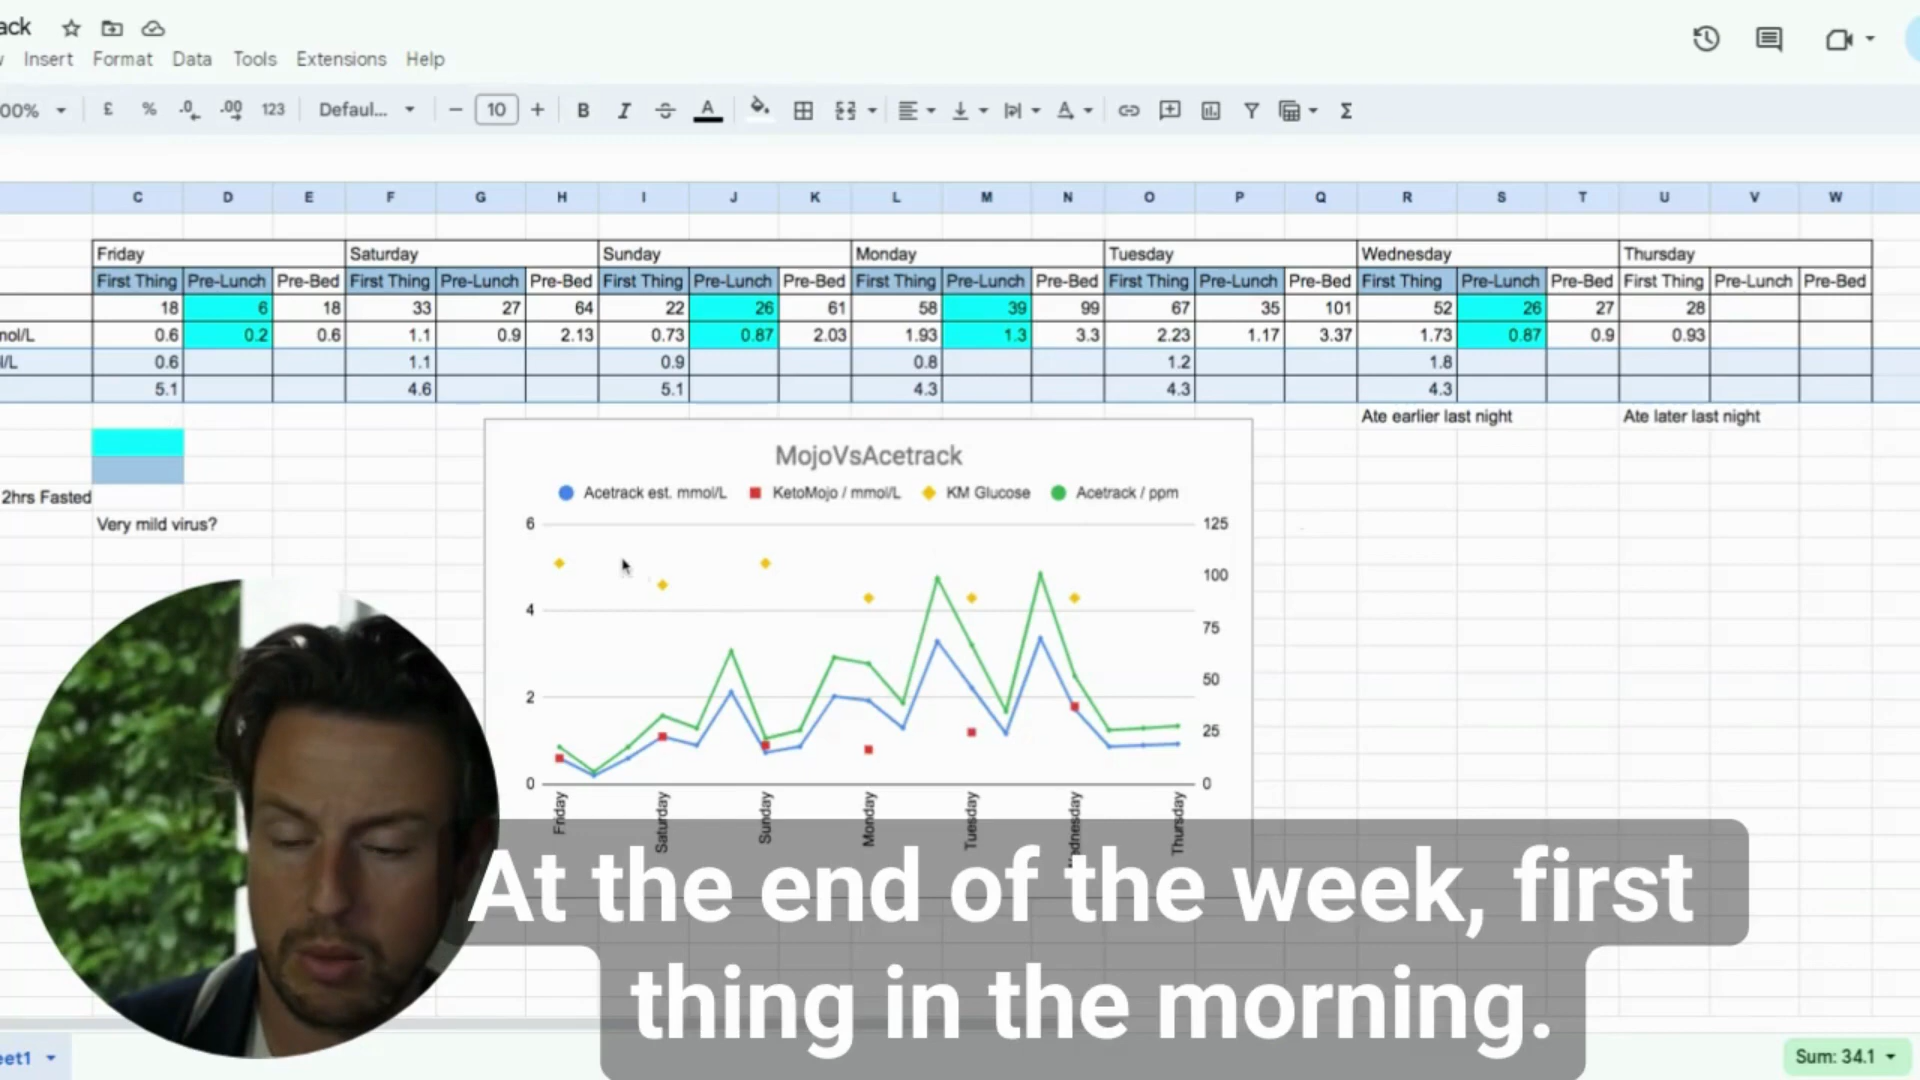 ack
Insert Format Data Tools Extensions Help
00% £ % .0 .00 123 Defaul... − 10 + B I A Σ
C D E F G H I J K L M N O P Q R S T U V W
Friday Saturday Sunday Monday Tuesday Wednesday Thursday
First Thing Pre-Lunch Pre-Bed First Thing Pre-Lunch Pre-Bed First Thing Pre-Lunch Pre-Bed First Thing Pre-Lunch Pre-Bed First Thing Pre-Lunch Pre-Bed First Thing Pre-Lunch Pre-Bed First Thing Pre-Lunch Pre-Bed
18 6 18 33 27 64 22 26 61 58 39 99 67 35 101 52 26 27 28
nol/L 0.6 0.2 0.6 1.1 0.9 2.13 0.73 0.87 2.03 1.93 1.3 3.3 2.23 1.17 3.37 1.73 0.87 0.9 0.93
l/L 0.6 1.1 0.9 0.8 1.2 1.8
5.1 4.6 5.1 4.3 4.3 4.3
Ate earlier last night Ate later last night
MojoVsAcetrack
Acetrack est. mmol/L KetoMojo / mmol/L KM Glucose Acetrack / ppm
2hrs Fasted
Very mild virus?
6 125
100
4
75
50
2
25
0 0
Friday Saturday Sunday Monday Tuesday Wednesday Thursday
At the end of the week, first
thing in the morning.
eet1
Sum: 34.1